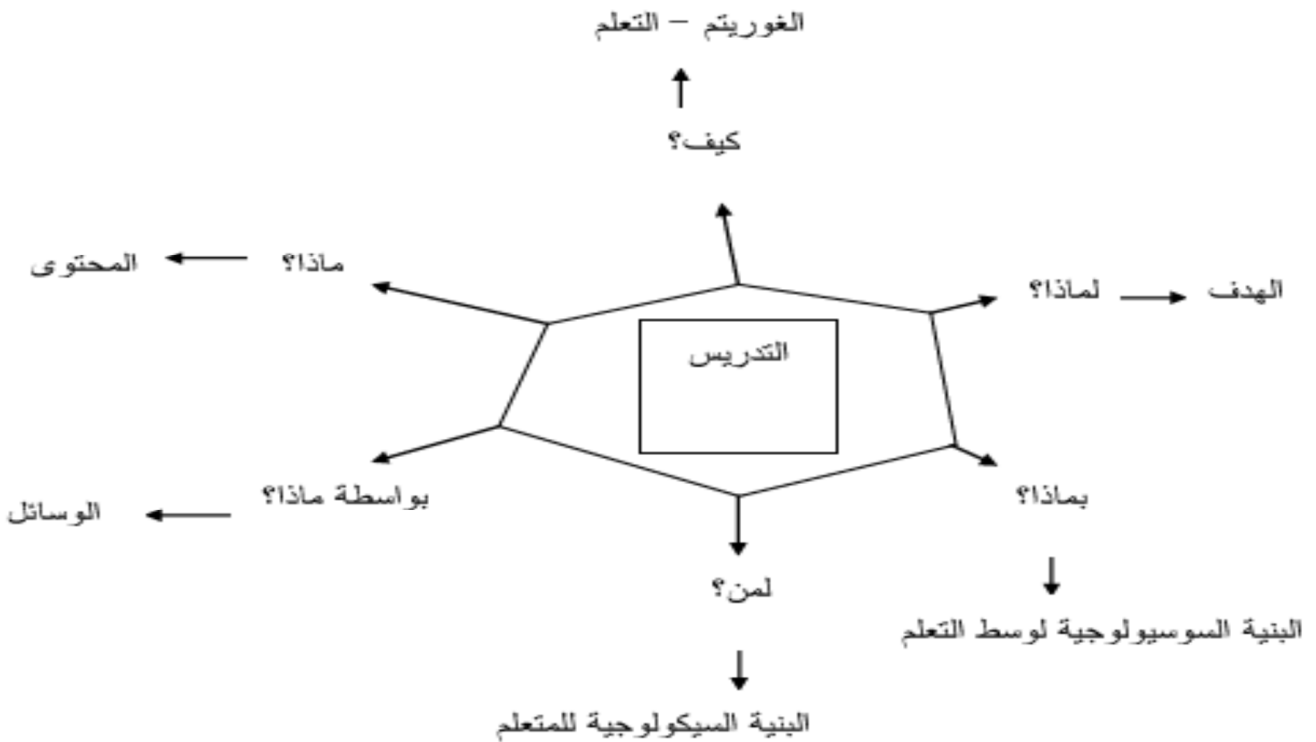 الغوريتم – التعلم
كيف؟
ماذا؟
المحتوى
لماذا؟
الهدف
التدريس
بواسطة ماذا؟
الوسائل
بماذا؟
لمن؟
البنية السوسيولوجية لوسط التعلم
البنية السيكولوجية للمتعلم